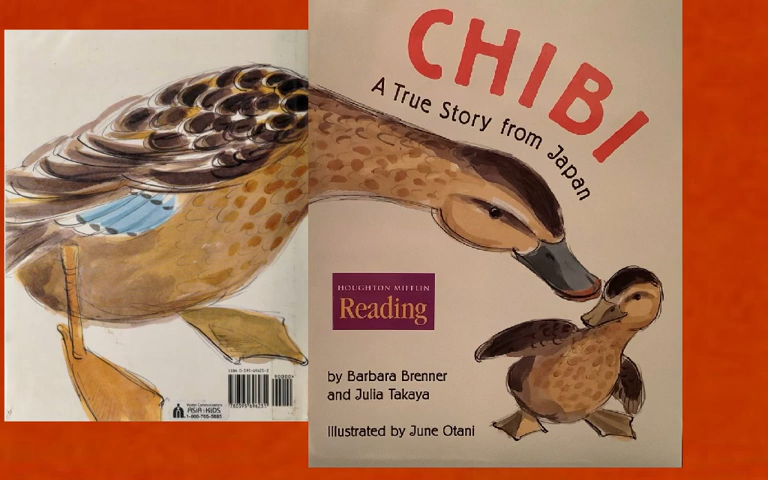 CHIBI
A True Story from Japan
HOUGHTON MIFFLIN
Reading
by Barbara Brenner
and Julia Takaya
Illustrated by June Otani
ASIA KIDS